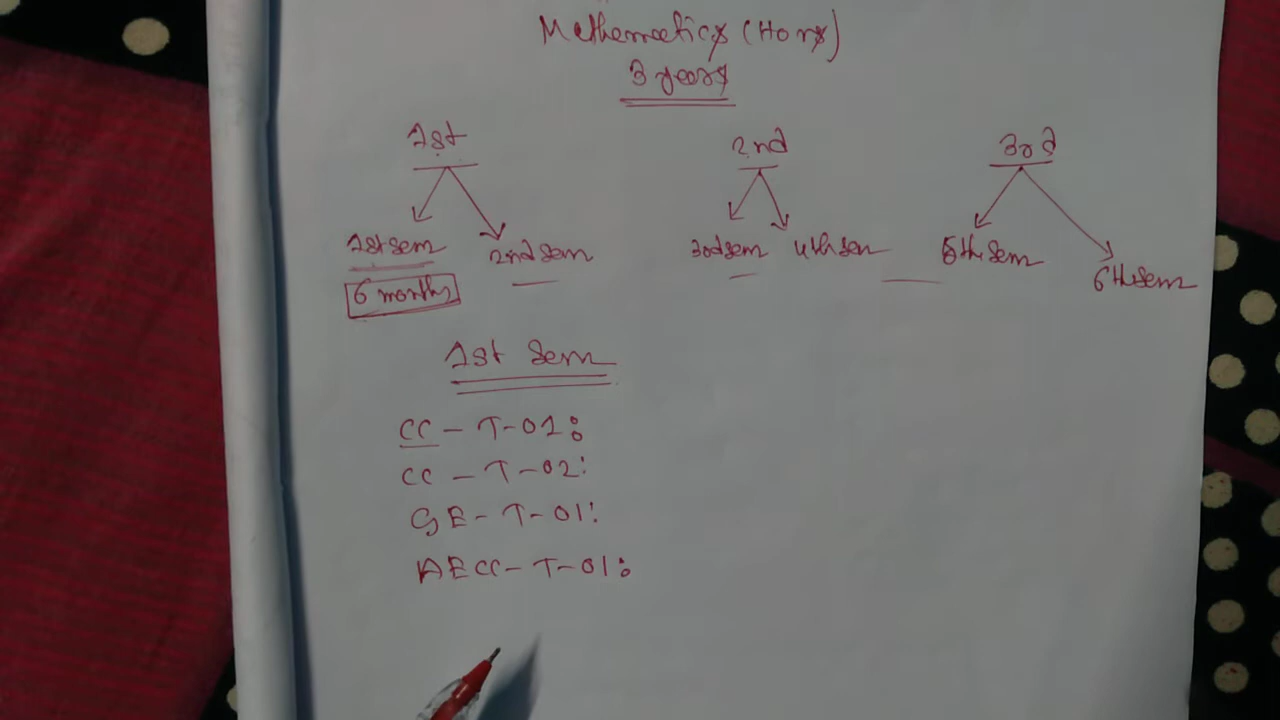 Mathematics (Hons)
3 years
1st 2nd 3rd
1st sem 2nd sem 3rd sem 4th sem 5th sem 6th sem
6 months
1st Sem
CC - T - 01:
CC - T - 02:
GE - T - 01:
AECC - T - 01: